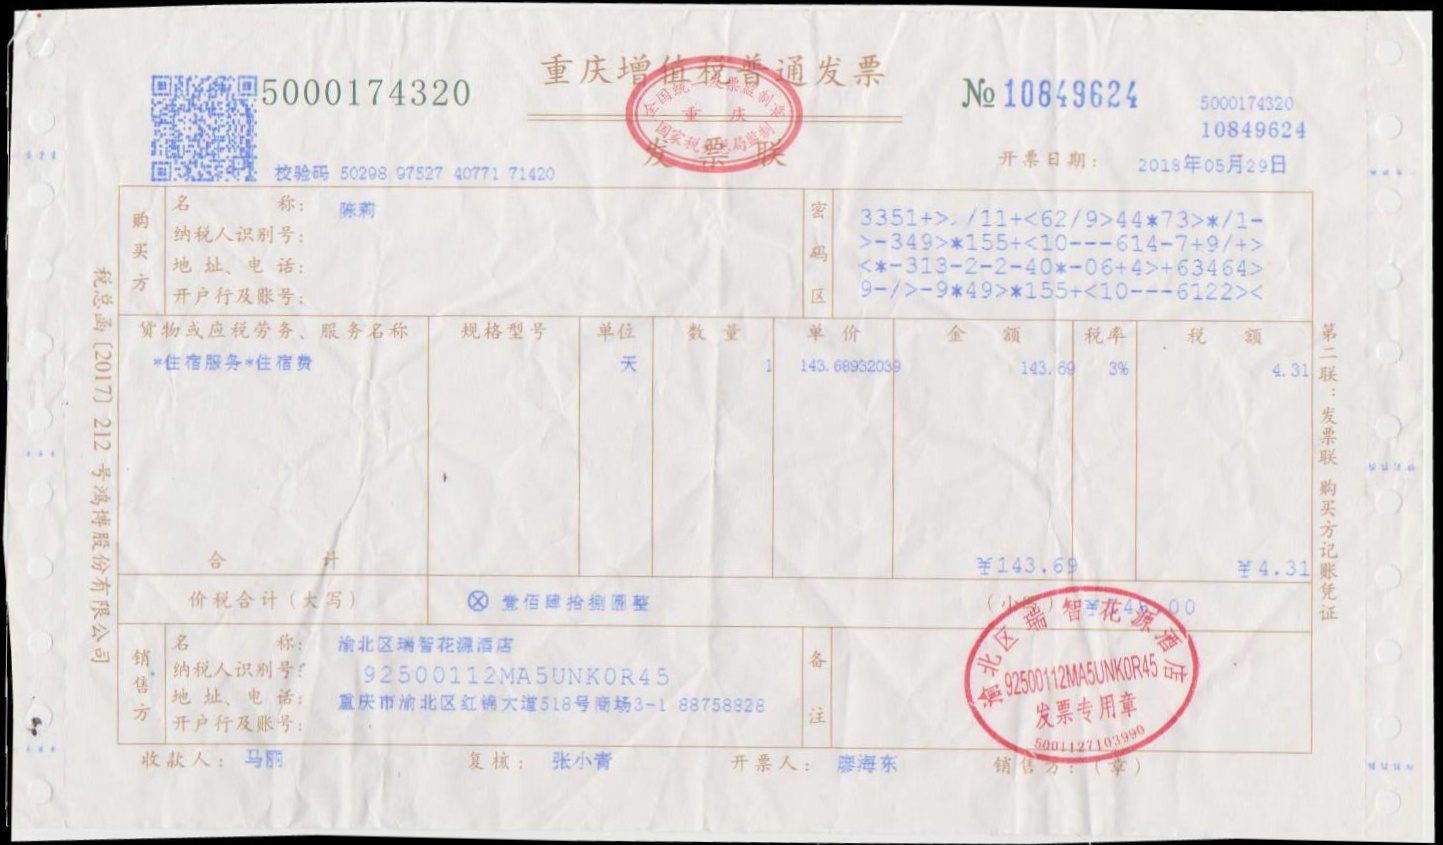 重庆增值税普通发票
5000174320
№ 10849624
5000174320
10849624
全国统一发票监制章
重庆
国家税务总局监制
发票联
校验码 50298 97527 40771 71420
开票日期: 2018年05月29日
购买方
名称: 陈莉
纳税人识别号:
地址、电话:
开户行及账号:
密码区
3351+>./11+<62/9>44*73>*/1-
>-349>*155+<10---614-7+9/+>
<*-313-2-2-40*-06+4>+63464>
9-/>-9*49>*155+<10---6122><
货物或应税劳务、服务名称 规格型号 单位 数量 单价 金额 税率 税额
*住宿服务*住宿费 天 1 143.68932039 143.69 3% 4.31
合计 ¥143.69 ¥4.31
价税合计(大写) ⊗ 壹佰肆拾捌圆整 (小写) ¥148.00
销售方
名称: 渝北区瑞智花源酒店
纳税人识别号: 92500112MA5UNK0R45
地址、电话: 重庆市渝北区红锦大道518号商场3-1 88758828
开户行及账号:
备注
渝北区瑞智花源酒店
92500112MA5UNK0R45
发票专用章
5001127103990
收款人: 马丽 复核: 张小青 开票人: 廖海东 销售方:(章)
税总函[2017]212号鸿博股份有限公司
第二联:发票联 购买方记账凭证